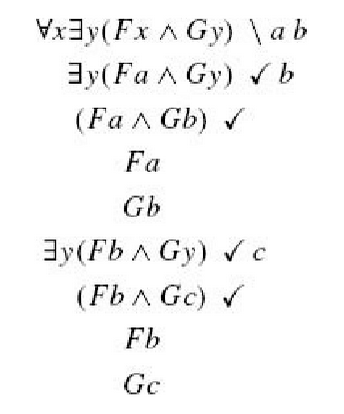 ∀x∃y(Fx ∧ Gy) \ a b
∃y(Fa ∧ Gy) ✓ b
(Fa ∧ Gb) ✓
Fa
Gb
∃y(Fb ∧ Gy) ✓ c
(Fb ∧ Gc) ✓
Fb
Gc